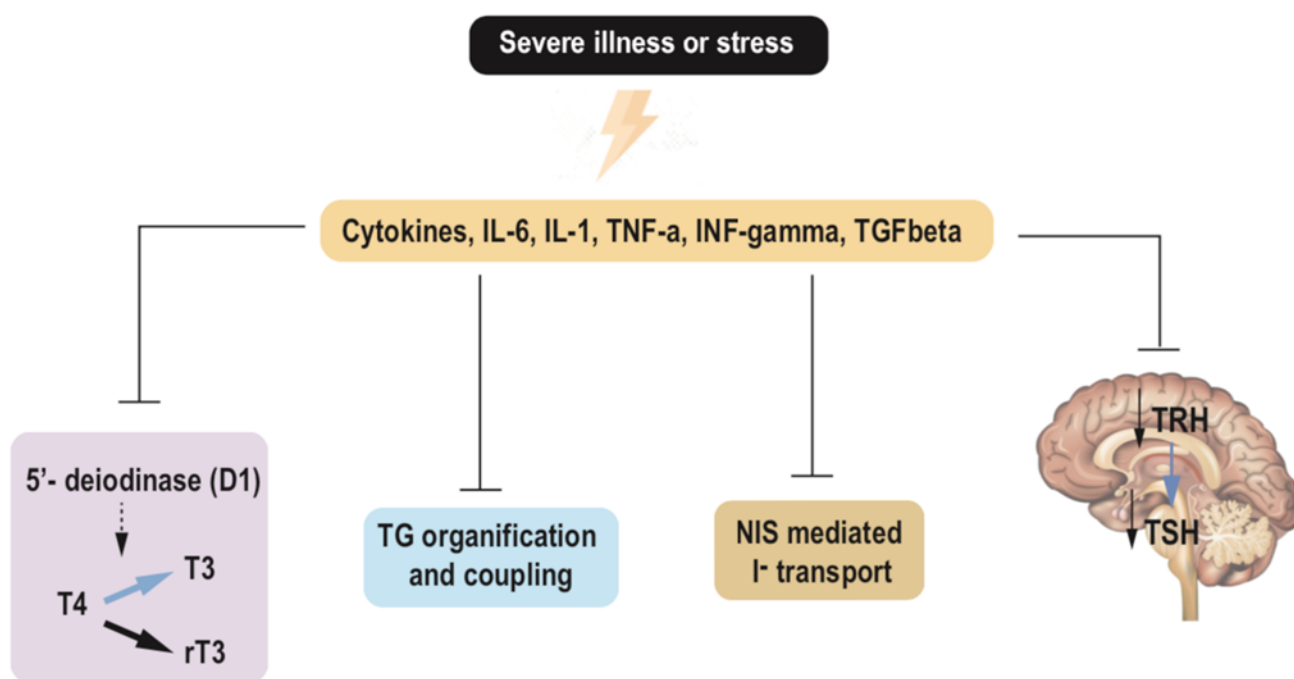 Severe illness or stress
Cytokines, IL-6, IL-1, TNF-a, INF-gamma, TGFbeta
5'- deiodinase (D1)
T3
T4
rT3
TG organification
and coupling
NIS mediated
I- transport
TRH
TSH